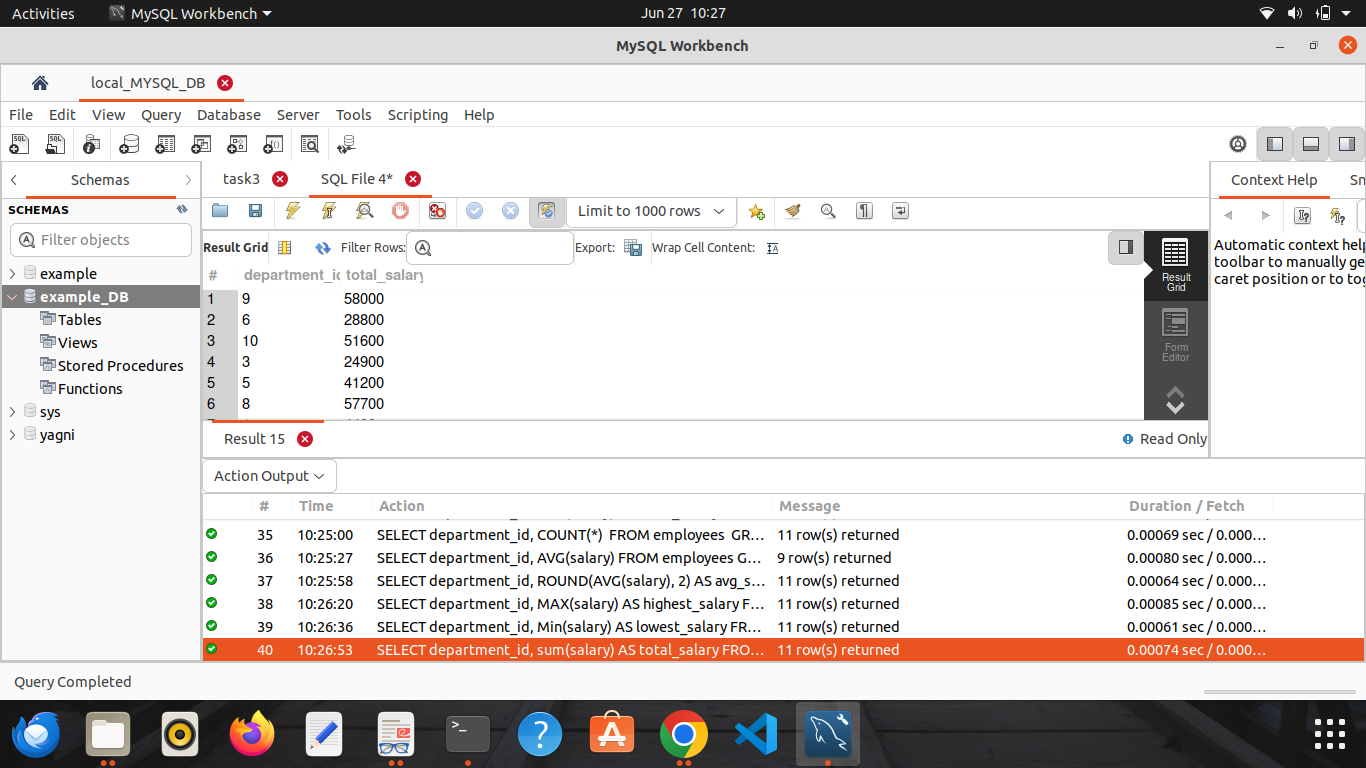 Activities MySQL Workbench Jun 27 10:27
MySQL Workbench
local_MYSQL_DB
File Edit View Query Database Server Tools Scripting Help
Schemas
task3 SQL File 4*
Context Help Sn
SCHEMAS
Filter objects
example
example_DB
Tables
Views
Stored Procedures
Functions
sys
yagni
Limit to 1000 rows
Result Grid Filter Rows: Export: Wrap Cell Content:
# department_id total_salary
1 9 58000
2 6 28800
3 10 51600
4 3 24900
5 5 41200
6 8 57700
Result
Grid
Form
Editor
Automatic context help
toolbar to manually ge
caret position or to tog
Result 15 Read Only
Action Output
# Time Action Message Duration / Fetch
35 10:25:00 SELECT department_id, COUNT(*) FROM employees GR... 11 row(s) returned 0.00069 sec / 0.000...
36 10:25:27 SELECT department_id, AVG(salary) FROM employees G... 9 row(s) returned 0.00080 sec / 0.000...
37 10:25:58 SELECT department_id, ROUND(AVG(salary), 2) AS avg_s... 11 row(s) returned 0.00064 sec / 0.000...
38 10:26:20 SELECT department_id, MAX(salary) AS highest_salary F... 11 row(s) returned 0.00085 sec / 0.000...
39 10:26:36 SELECT department_id, Min(salary) AS lowest_salary FR... 11 row(s) returned 0.00061 sec / 0.000...
40 10:26:53 SELECT department_id, sum(salary) AS total_salary FRO... 11 row(s) returned 0.00074 sec / 0.000...
Query Completed